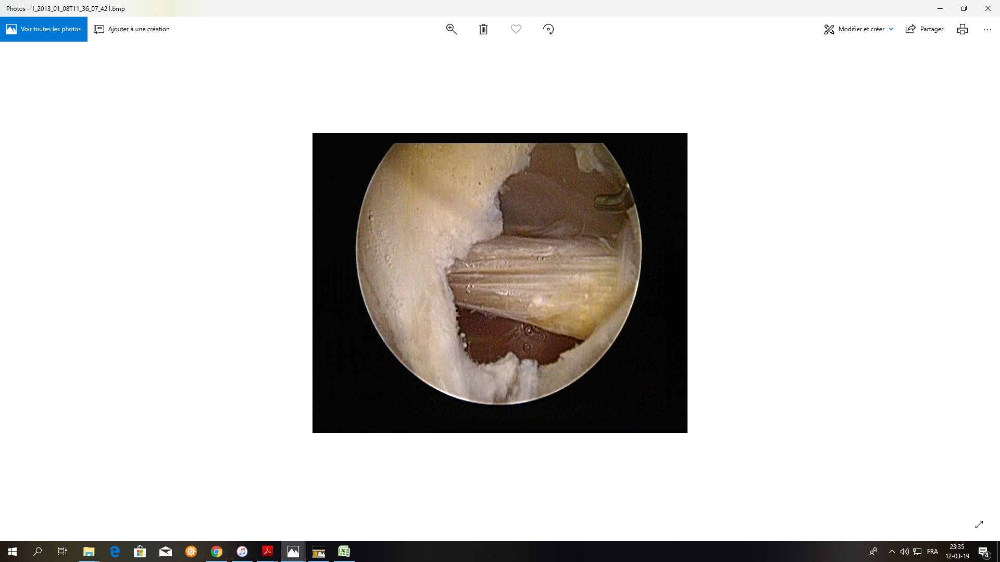 Photos - 1_2013_01_08T11_36_07_421.bmp
Voir toutes les photos
Ajouter à une création
Modifier et créer
Partager
FRA
23:35
12-03-19
4